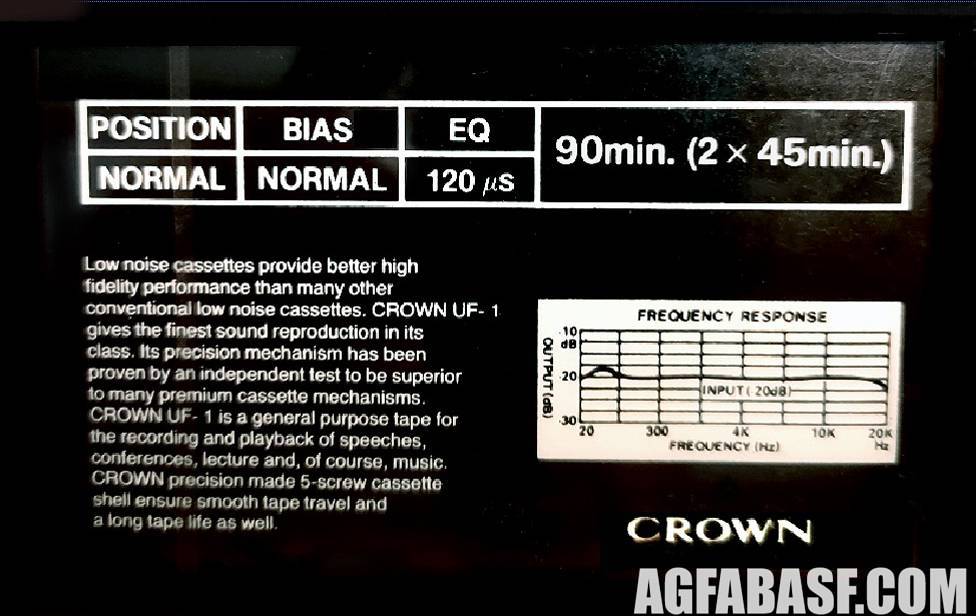 POSITION BIAS EQ
NORMAL NORMAL 120 μs
90min. (2 × 45min.)
Low noise cassettes provide better high
fidelity performance than many other
conventional low noise cassettes. CROWN UF- 1
gives the finest sound reproduction in its
class. Its precision mechanism has been
proven by an independent test to be superior
to many premium cassette mechanisms.
CROWN UF- 1 is a general purpose tape for
the recording and playback of speeches,
conferences, lecture and, of course, music.
CROWN precision made 5-screw cassette
shell ensure smooth tape travel and
a long tape life as well.
FREQUENCY RESPONSE
-10
dB
-20
-30
OUTPUT (dB)
INPUT (-20dB)
20 300 4K 10K 20K
FREQUENCY (Hz) Hz
CROWN
AGFABASF.COM